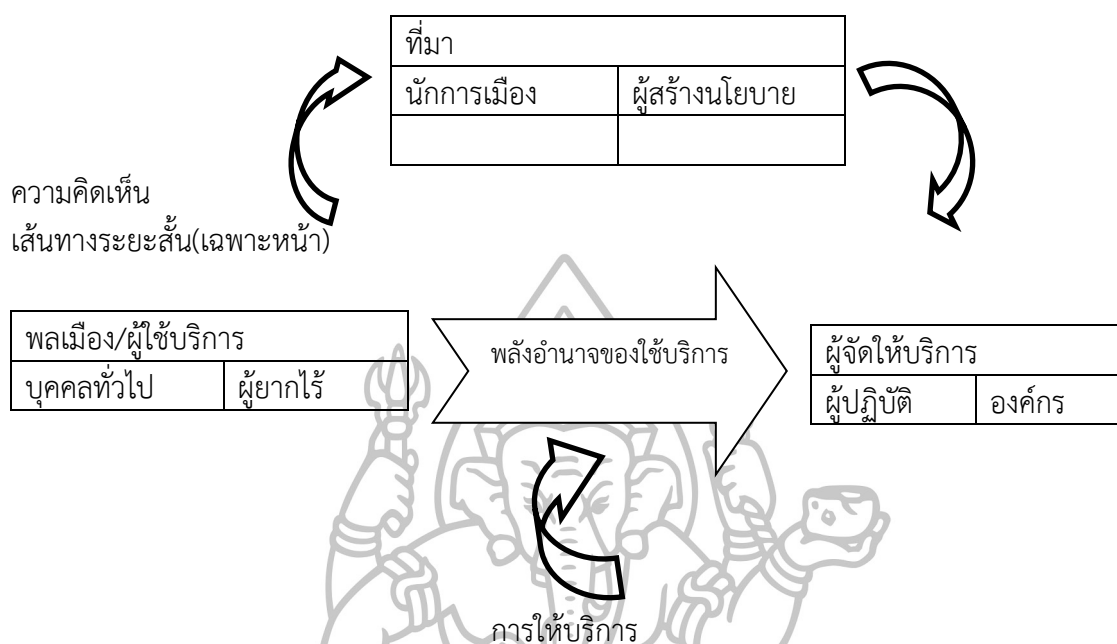 ที่มา
นักการเมือง ผู้สร้างนโยบาย
ความคิดเห็น
เส้นทางระยะสั้น(เฉพาะหน้า)
พลเมือง/ผู้ใช้บริการ
บุคคลทั่วไป ผู้ยากไร้
พลังอำนาจของใช้บริการ
ผู้จัดให้บริการ
ผู้ปฏิบัติ องค์กร
การให้บริการ